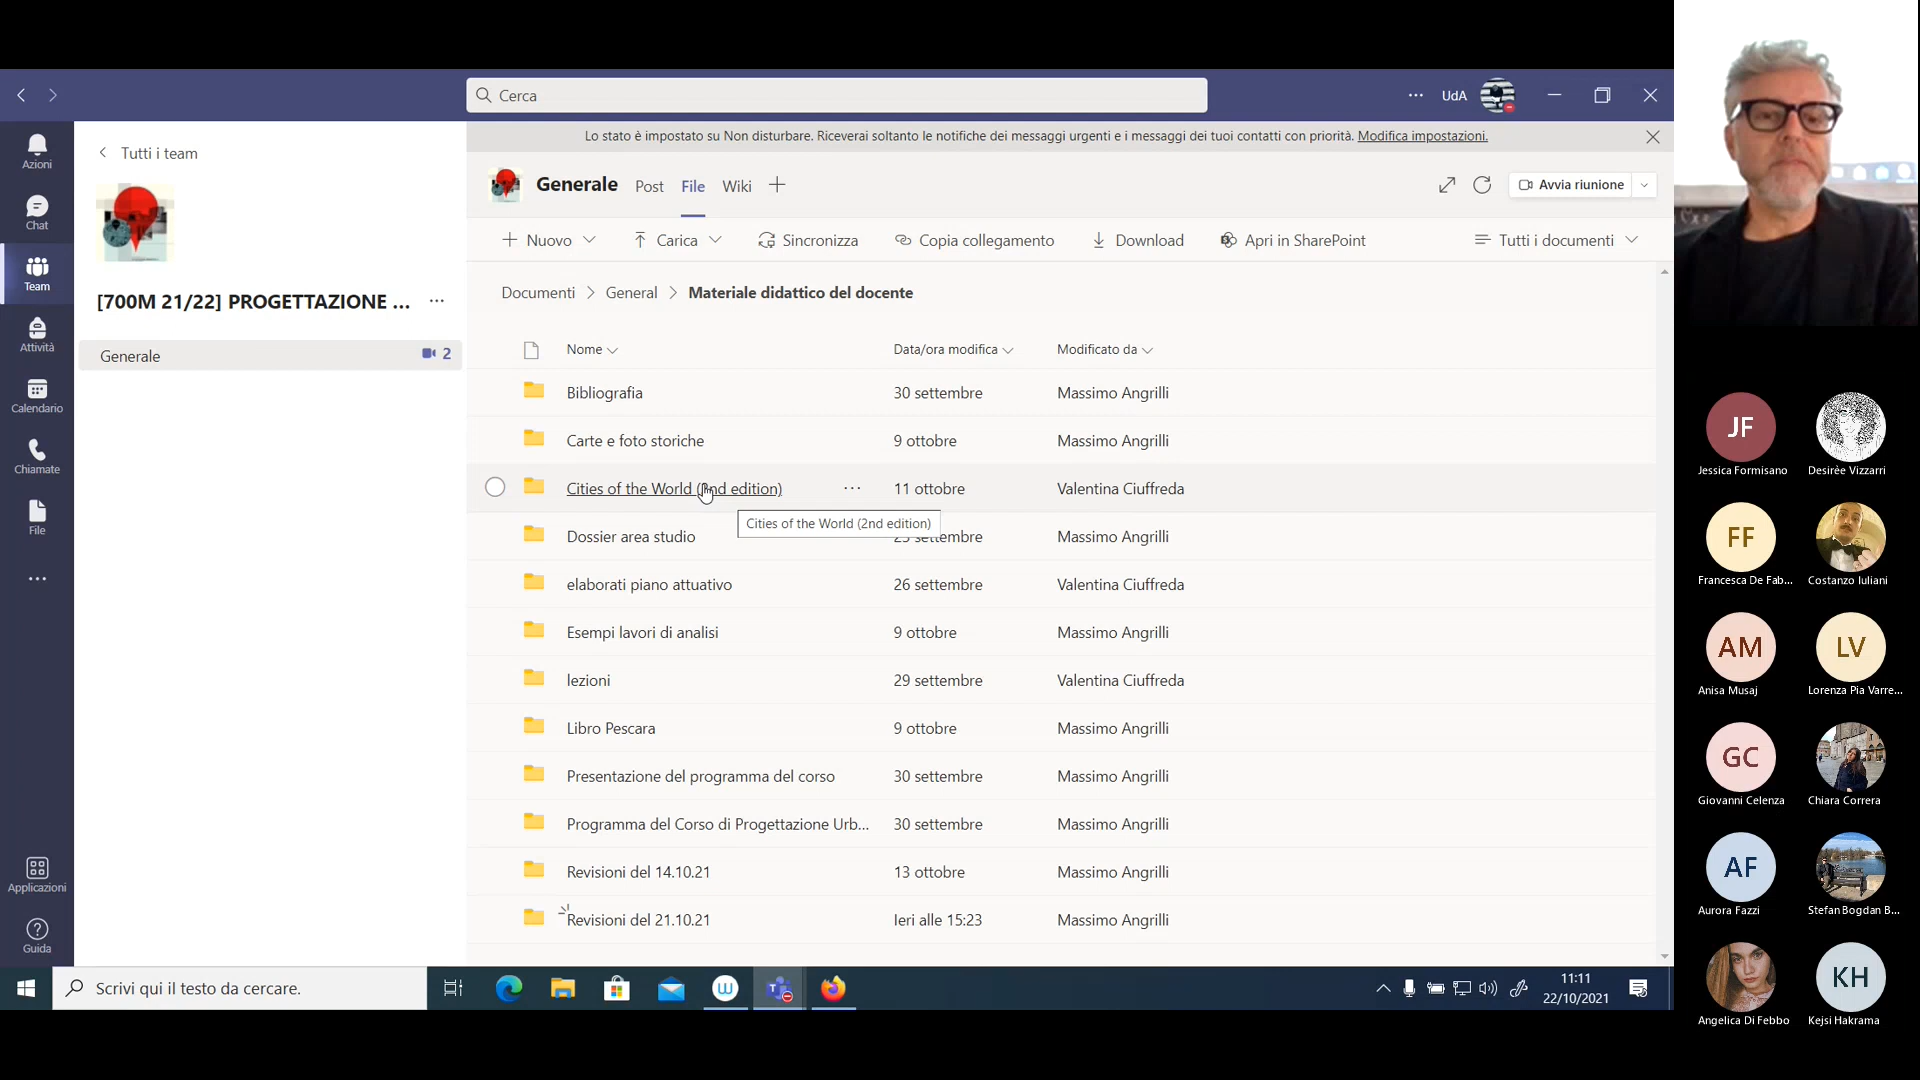 Cerca
UdA
Lo stato è impostato su Non disturbare. Riceverai soltanto le notifiche dei messaggi urgenti e i messaggi dei tuoi contatti con priorità. Modifica impostazioni.
Azioni
Chat
Team
Attività
Calendario
Chiamate
File
Applicazioni
Guida
Tutti i team
[700M 21/22] PROGETTAZIONE ...
Generale 2
Generale Post File Wiki
Avvia riunione
Nuovo Carica Sincronizza Copia collegamento Download Apri in SharePoint Tutti i documenti
Documenti > General > Materiale didattico del docente
Nome Data/ora modifica Modificato da
Bibliografia 30 settembre Massimo Angrilli
Carte e foto storiche 9 ottobre Massimo Angrilli
Cities of the World (2nd edition) 11 ottobre Valentina Ciuffreda
Cities of the World (2nd edition)
Dossier area studio settembre Massimo Angrilli
elaborati piano attuativo 26 settembre Valentina Ciuffreda
Esempi lavori di analisi 9 ottobre Massimo Angrilli
lezioni 29 settembre Valentina Ciuffreda
Libro Pescara 9 ottobre Massimo Angrilli
Presentazione del programma del corso 30 settembre Massimo Angrilli
Programma del Corso di Progettazione Urb... 30 settembre Massimo Angrilli
Revisioni del 14.10.21 13 ottobre Massimo Angrilli
Revisioni del 21.10.21 Ieri alle 15:23 Massimo Angrilli
Scrivi qui il testo da cercare.
11:11
22/10/2021
JF
Jessica Formisano
Desirèe Vizzarri
FF
Francesca De Fab...
Costanzo Iuliani
AM
Anisa Musaj
LV
Lorenza Pia Varre...
GC
Giovanni Celenza
Chiara Correra
AF
Aurora Fazzi
Stefan Bogdan B...
Angelica Di Febbo
KH
Kejsi Hakrama